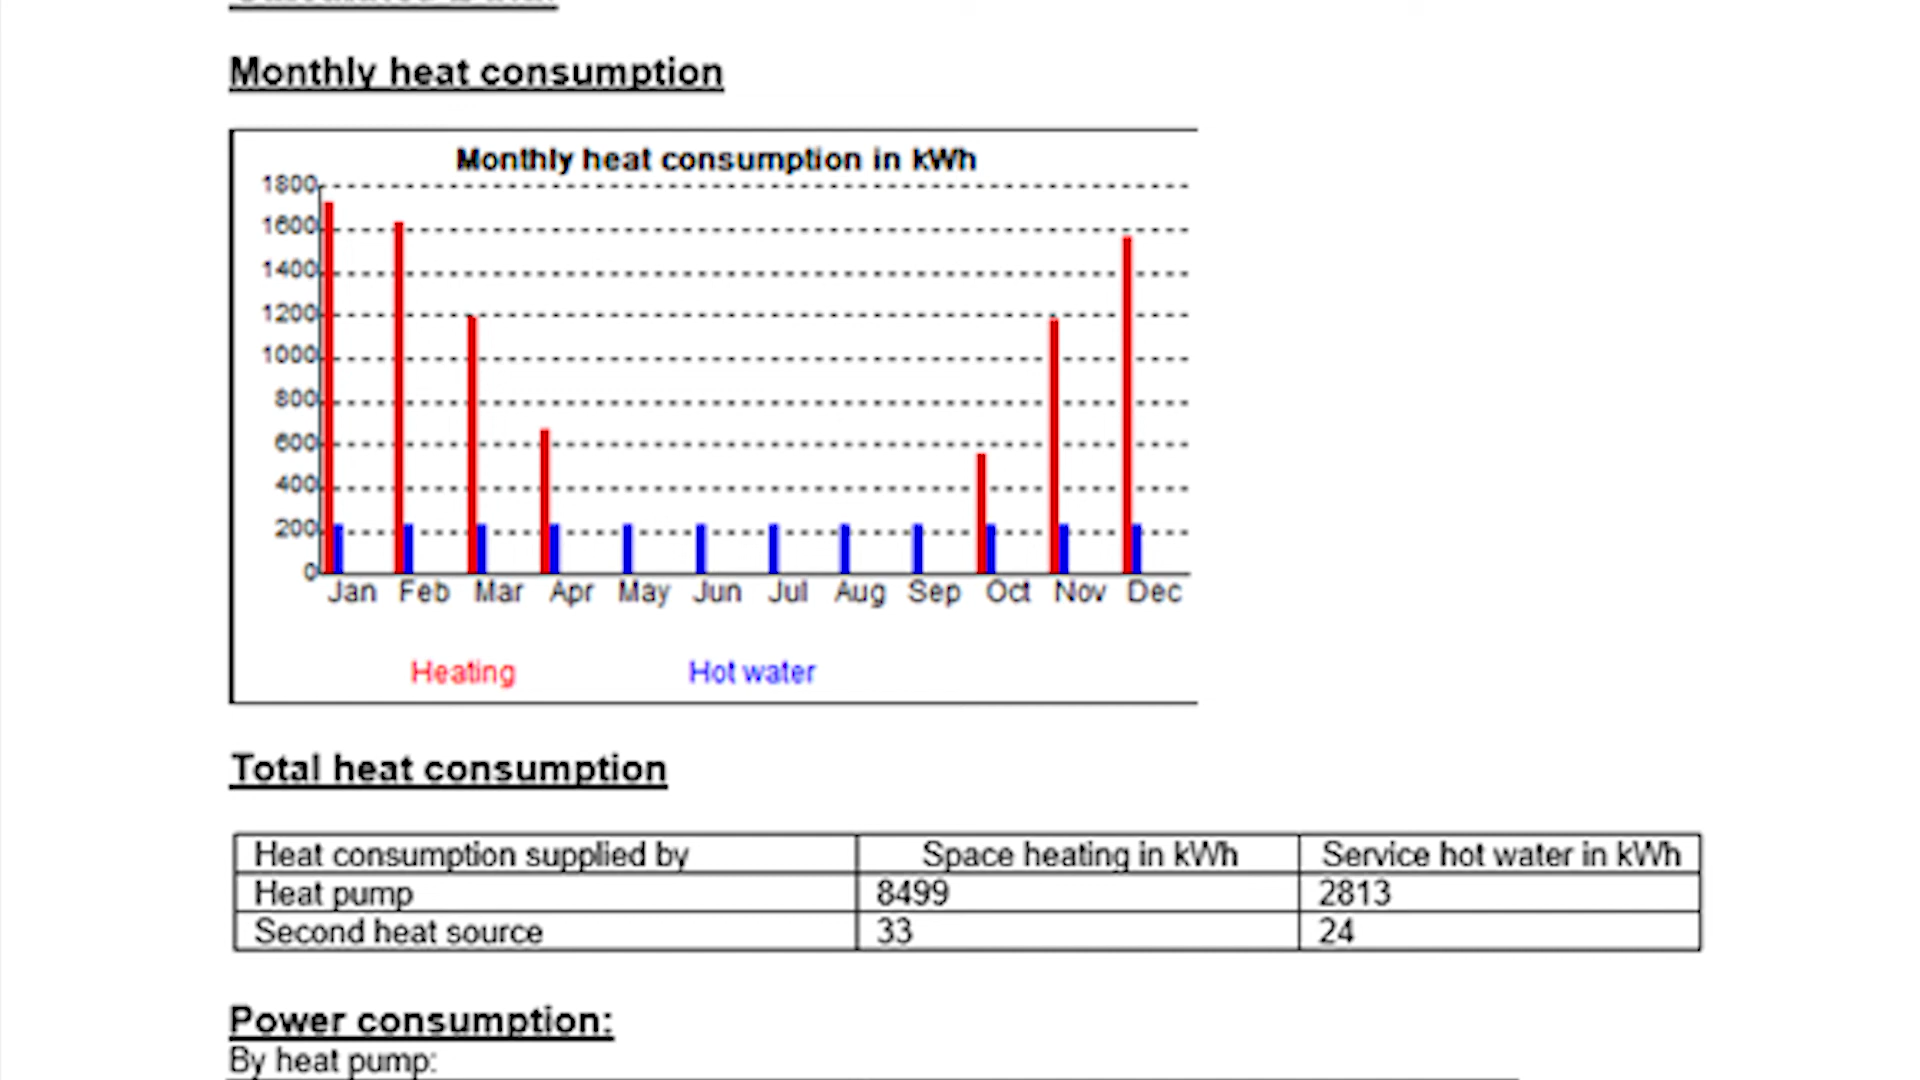 Monthly heat consumption
Monthly heat consumption in kWh
1800
1600
1400
1200
1000
800
600
400
200
0
Jan Feb Mar Apr May Jun Jul Aug Sep Oct Nov Dec
Heating Hot water
Total heat consumption
Heat consumption supplied by Space heating in kWh Service hot water in kWh
Heat pump 8499 2813
Second heat source 33 24
Power consumption:
By heat pump: